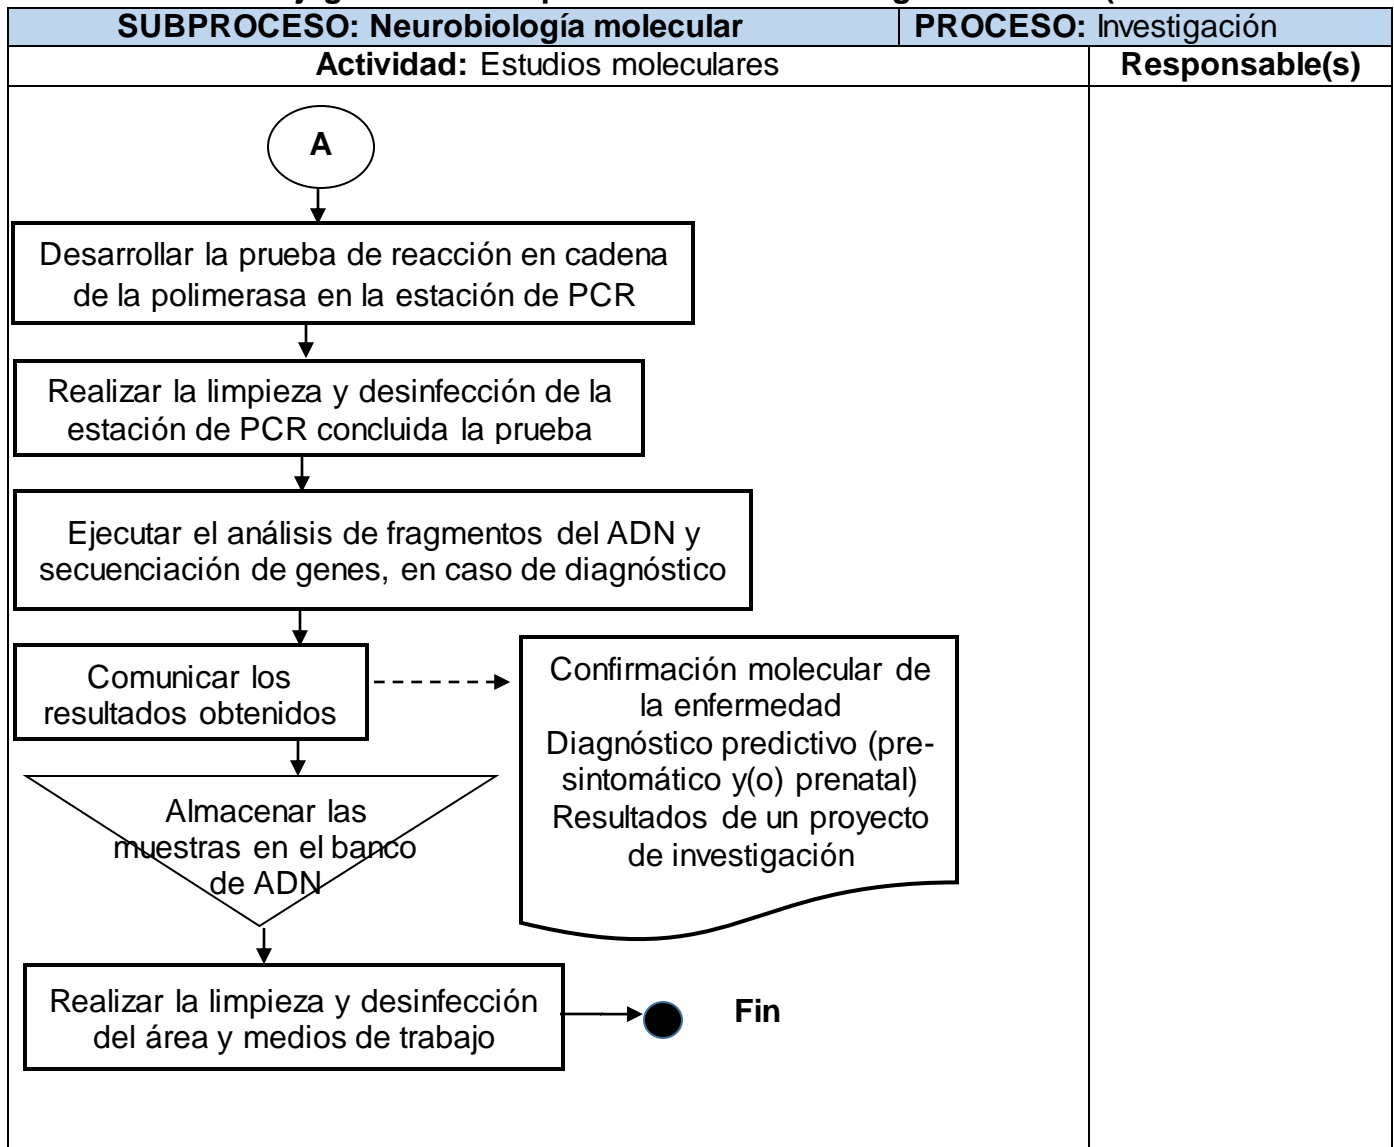 SUBPROCESO: Neurobiología molecular
PROCESO: Investigación
Actividad: Estudios moleculares
Responsable(s)
A
Desarrollar la prueba de reacción en cadena
de la polimerasa en la estación de PCR
Realizar la limpieza y desinfección de la
estación de PCR concluida la prueba
Ejecutar el análisis de fragmentos del ADN y
secuenciación de genes, en caso de diagnóstico
Comunicar los
resultados obtenidos
Confirmación molecular de
la enfermedad
Diagnóstico predictivo (pre-
sintomático y(o) prenatal)
Resultados de un proyecto
de investigación
Almacenar las
muestras en el banco
de ADN
Realizar la limpieza y desinfección
del área y medios de trabajo
Fin